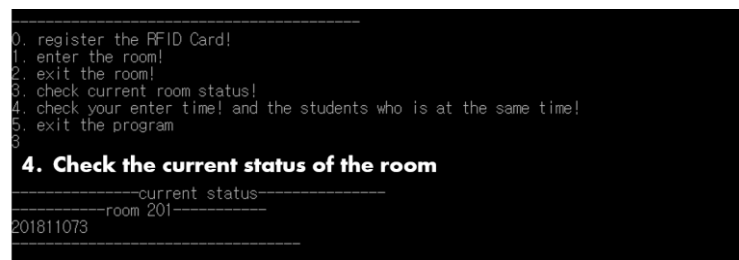 -----------------------------------------
0. register the RFID Card!
1. enter the room!
2. exit the room!
3. check current room status!
4. check your enter time! and the students who is at the same time!
5. exit the program
3
4. Check the current status of the room
---------------current status---------------
-----------room 201-----------
201811073
----------------------------------